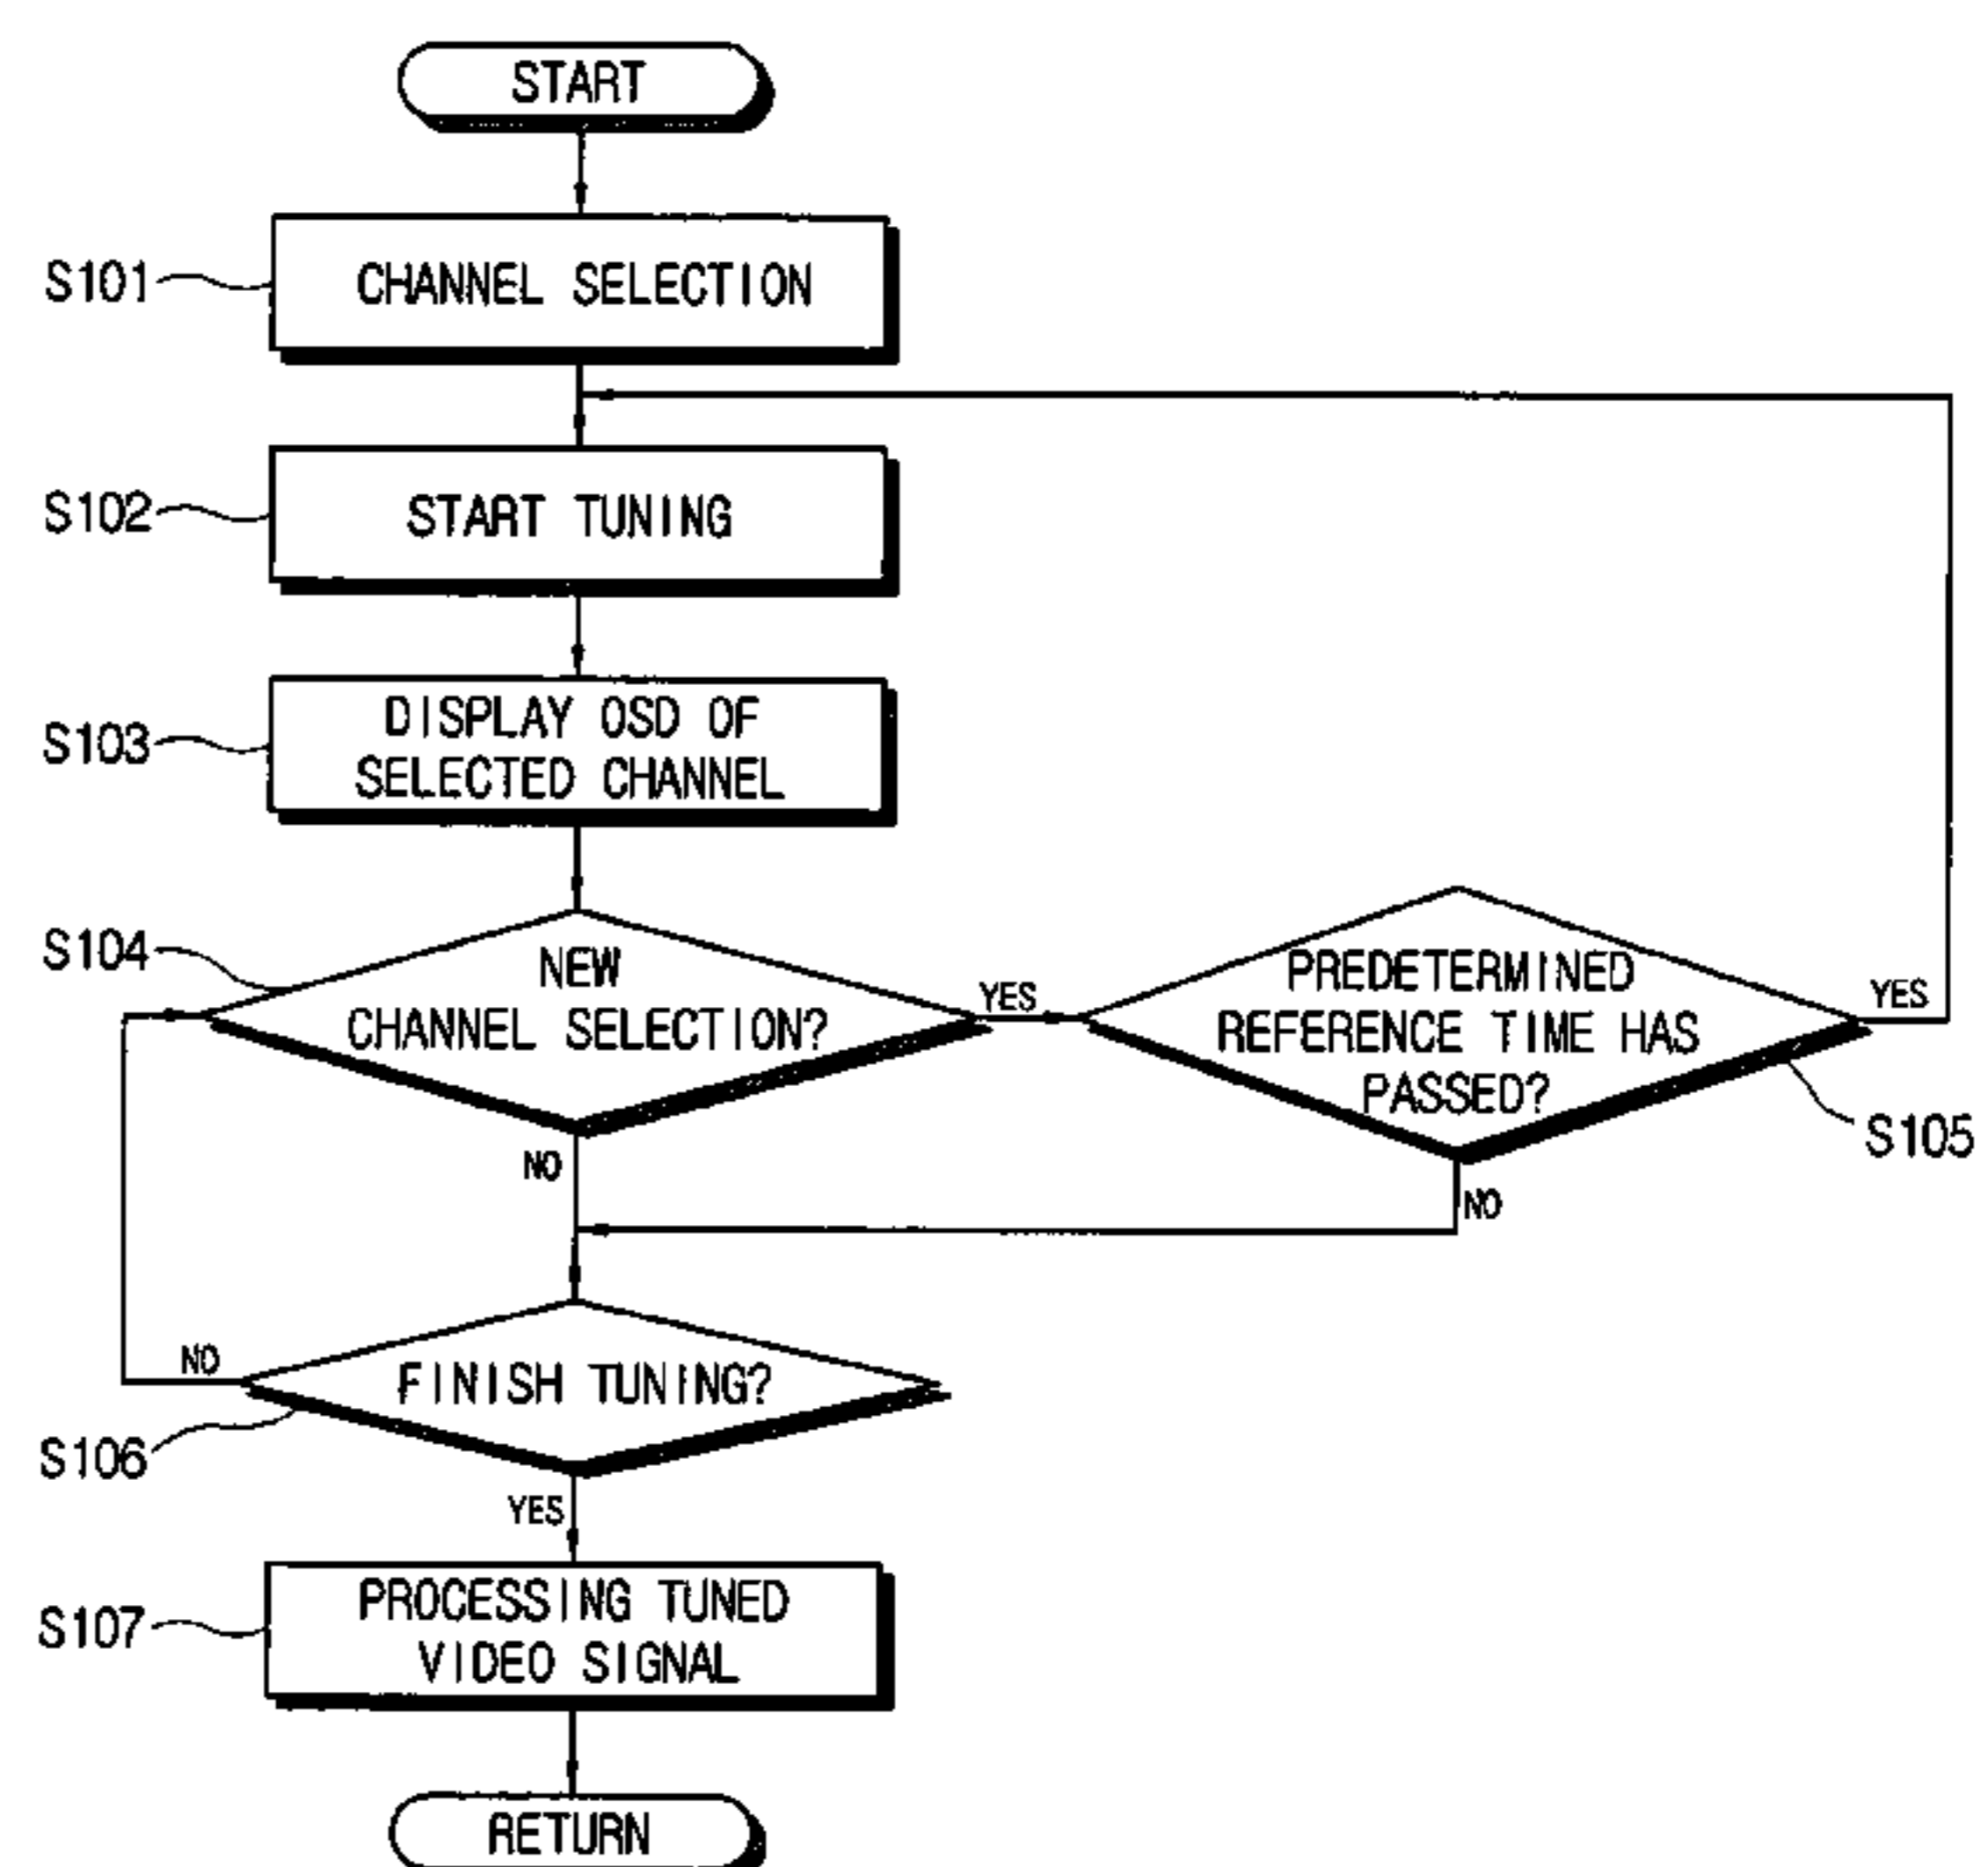 START
S101
CHANNEL SELECTION
S102
START TUNING
S103
DISPLAY OSD OF
SELECTED CHANNEL
S104
NEW
CHANNEL SELECTION?
YES
PREDETERMINED
REFERENCE TIME HAS
PASSED?
YES
S105
NO
NO
FINISH TUNING?
NO
S106
YES
S107
PROCESSING TUNED
VIDEO SIGNAL
RETURN